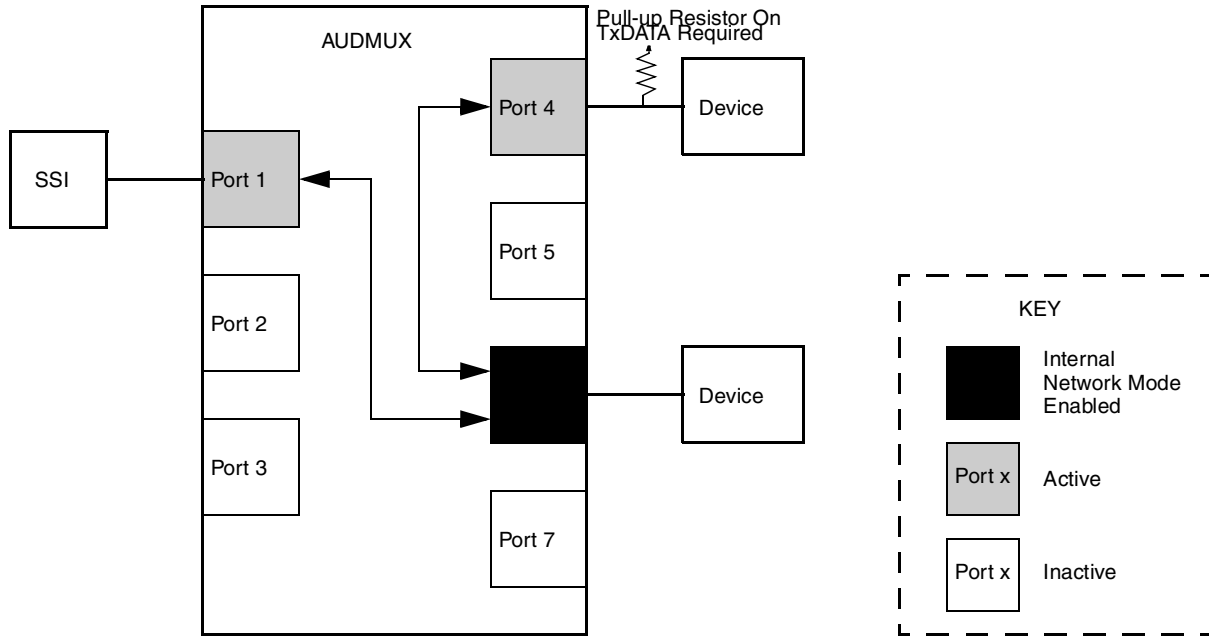 Pull-up Resistor On
TxDATA Required
AUDMUX
Port 4
Device
SSI
Port 1
Port 5
Port 2
Device
Port 3
Port 7
KEY
Internal
Network Mode
Enabled
Port x
Active
Port x
Inactive